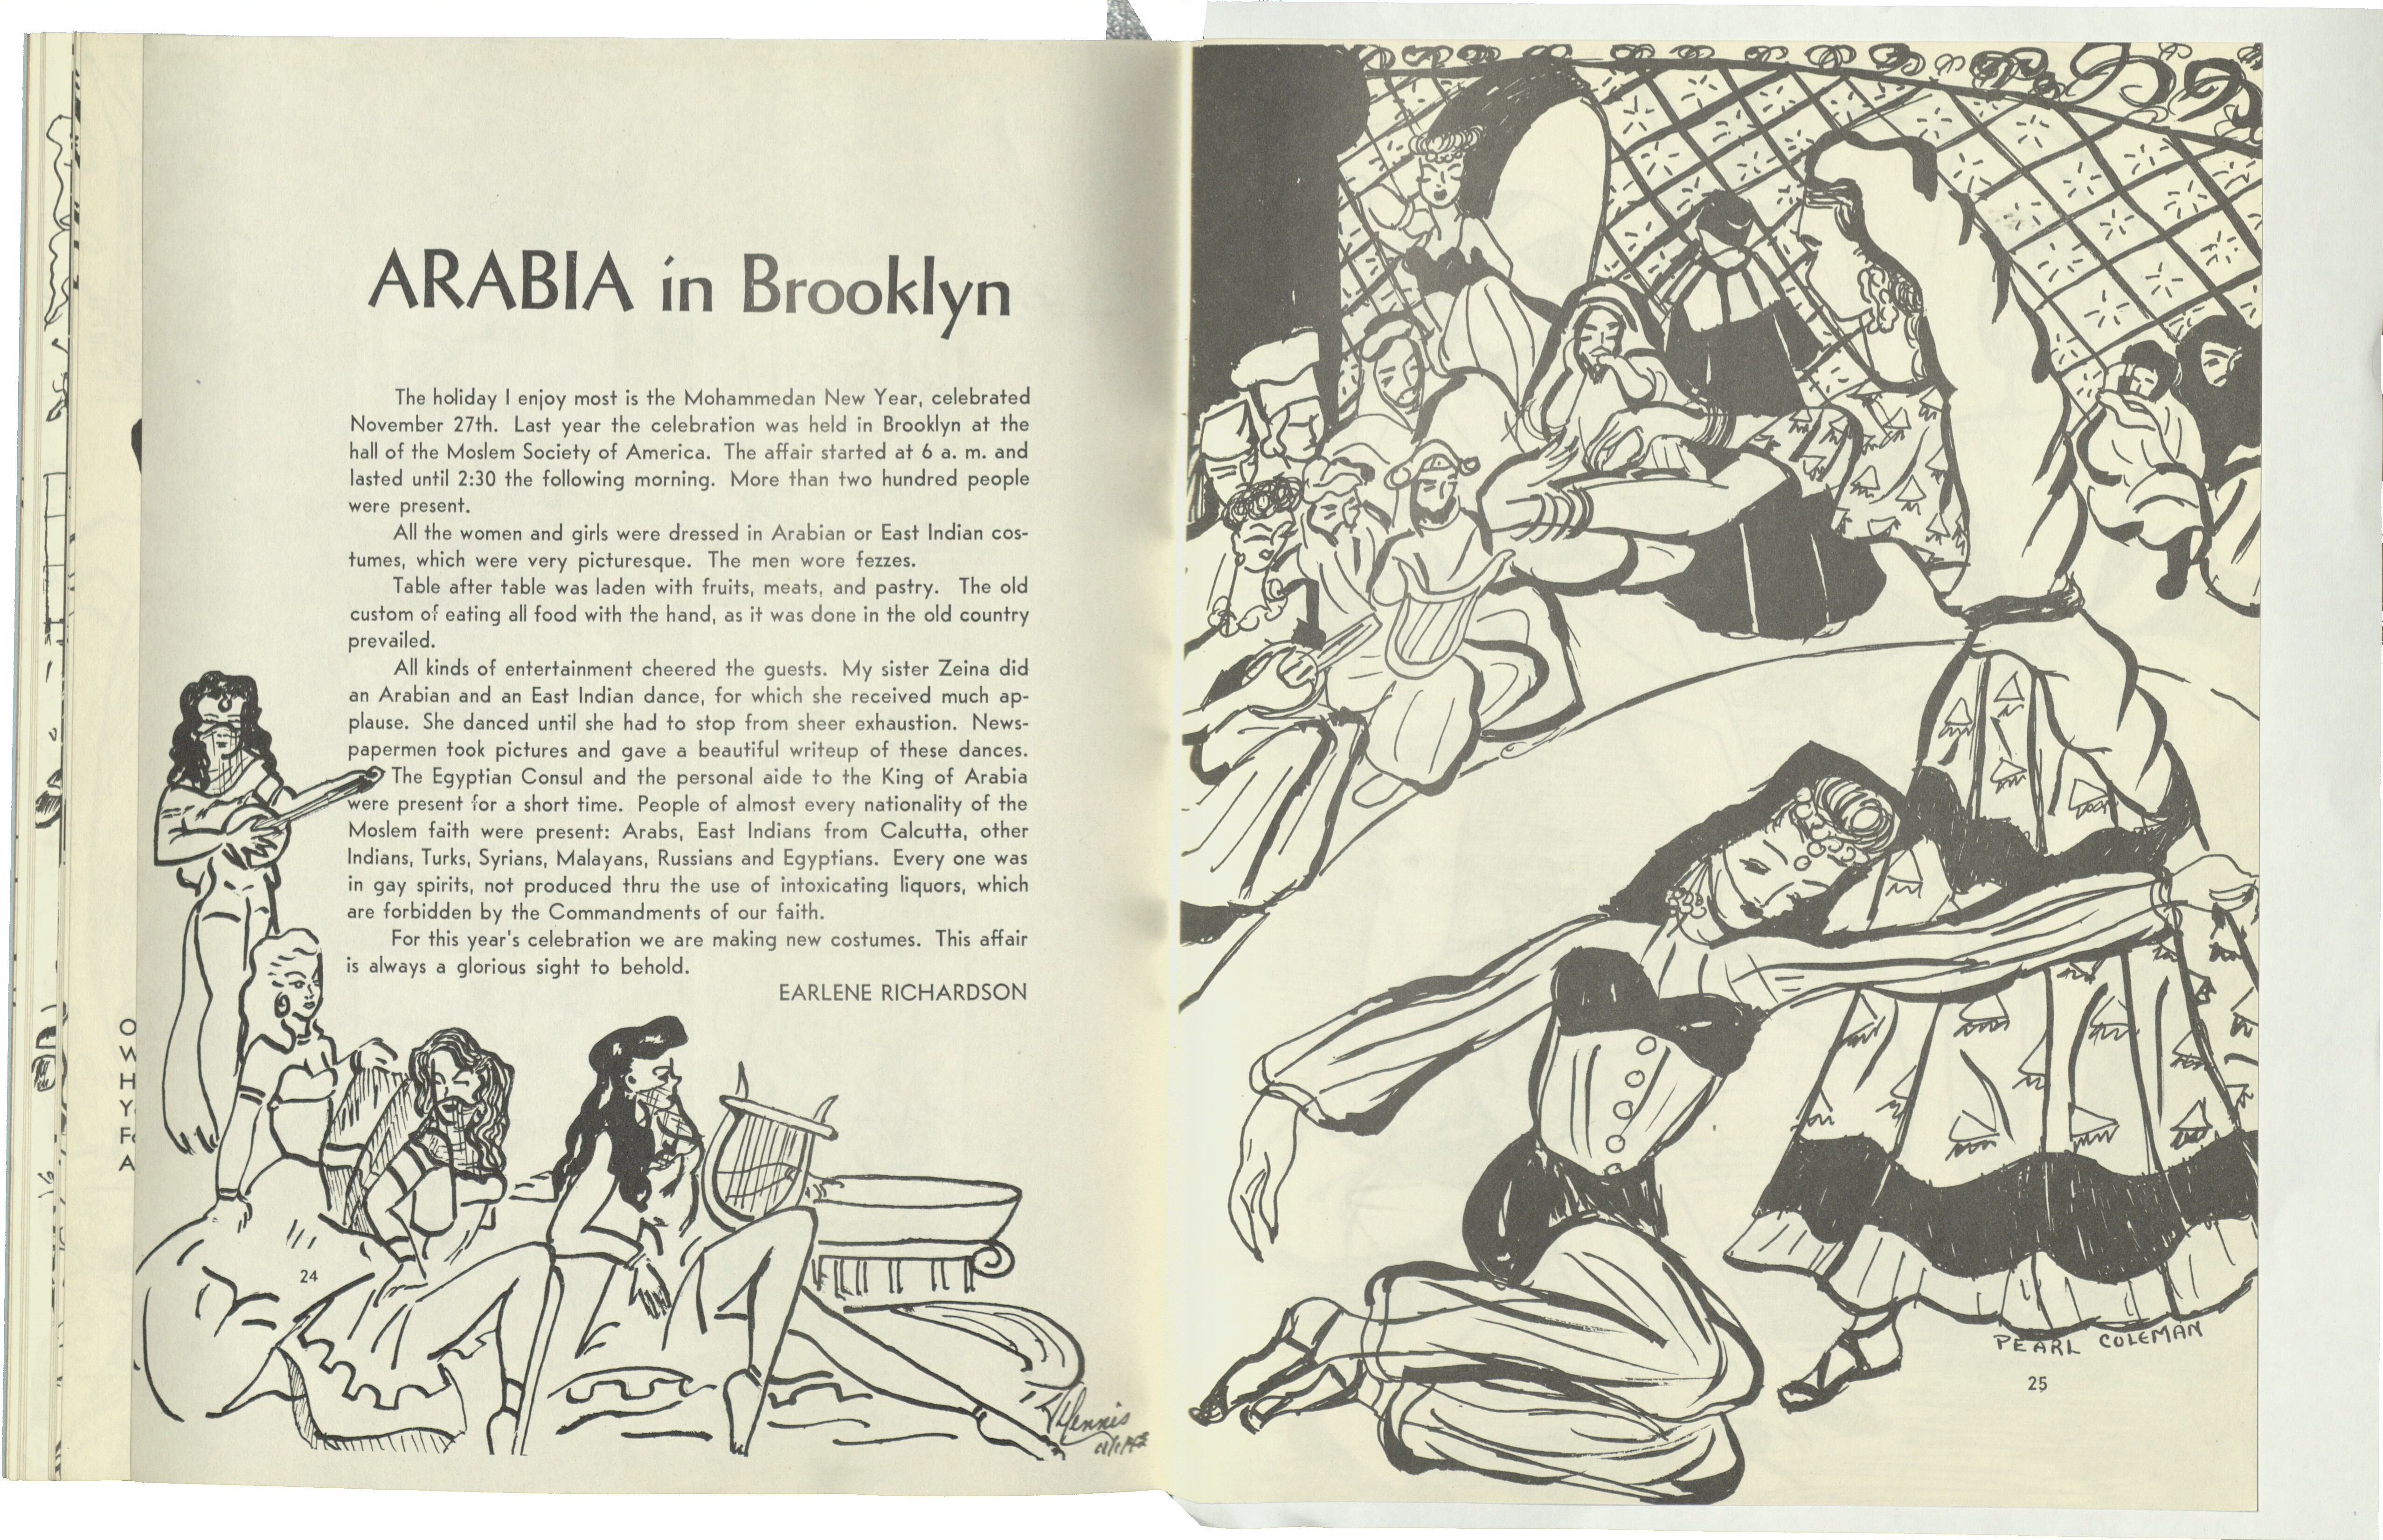 ARABIA in Brooklyn
The holiday I enjoy most is the Mohammedan New Year, celebrated
November 27th. Last year the celebration was held in Brooklyn at the
hall of the Moslem Society of America. The affair started at 6 a. m. and
lasted until 2:30 the following morning. More than two hundred people
were present.
All the women and girls were dressed in Arabian or East Indian cos-
tumes, which were very picturesque. The men wore fezzes.
Table after table was laden with fruits, meats, and pastry. The old
custom of eating all food with the hand, as it was done in the old country
prevailed.
All kinds of entertainment cheered the guests. My sister Zeina did
an Arabian and an East Indian dance, for which she received much ap-
plause. She danced until she had to stop from sheer exhaustion. News-
papermen took pictures and gave a beautiful writeup of these dances.
The Egyptian Consul and the personal aide to the King of Arabia
were present for a short time. People of almost every nationality of the
Moslem faith were present: Arabs, East Indians from Calcutta, other
Indians, Turks, Syrians, Malayans, Russians and Egyptians. Every one was
in gay spirits, not produced thru the use of intoxicating liquors, which
are forbidden by the Commandments of our faith.
For this year's celebration we are making new costumes. This affair
is always a glorious sight to behold.
EARLENE RICHARDSON
24
O
W
H
Y
F
A
PEARL COLEMAN
25